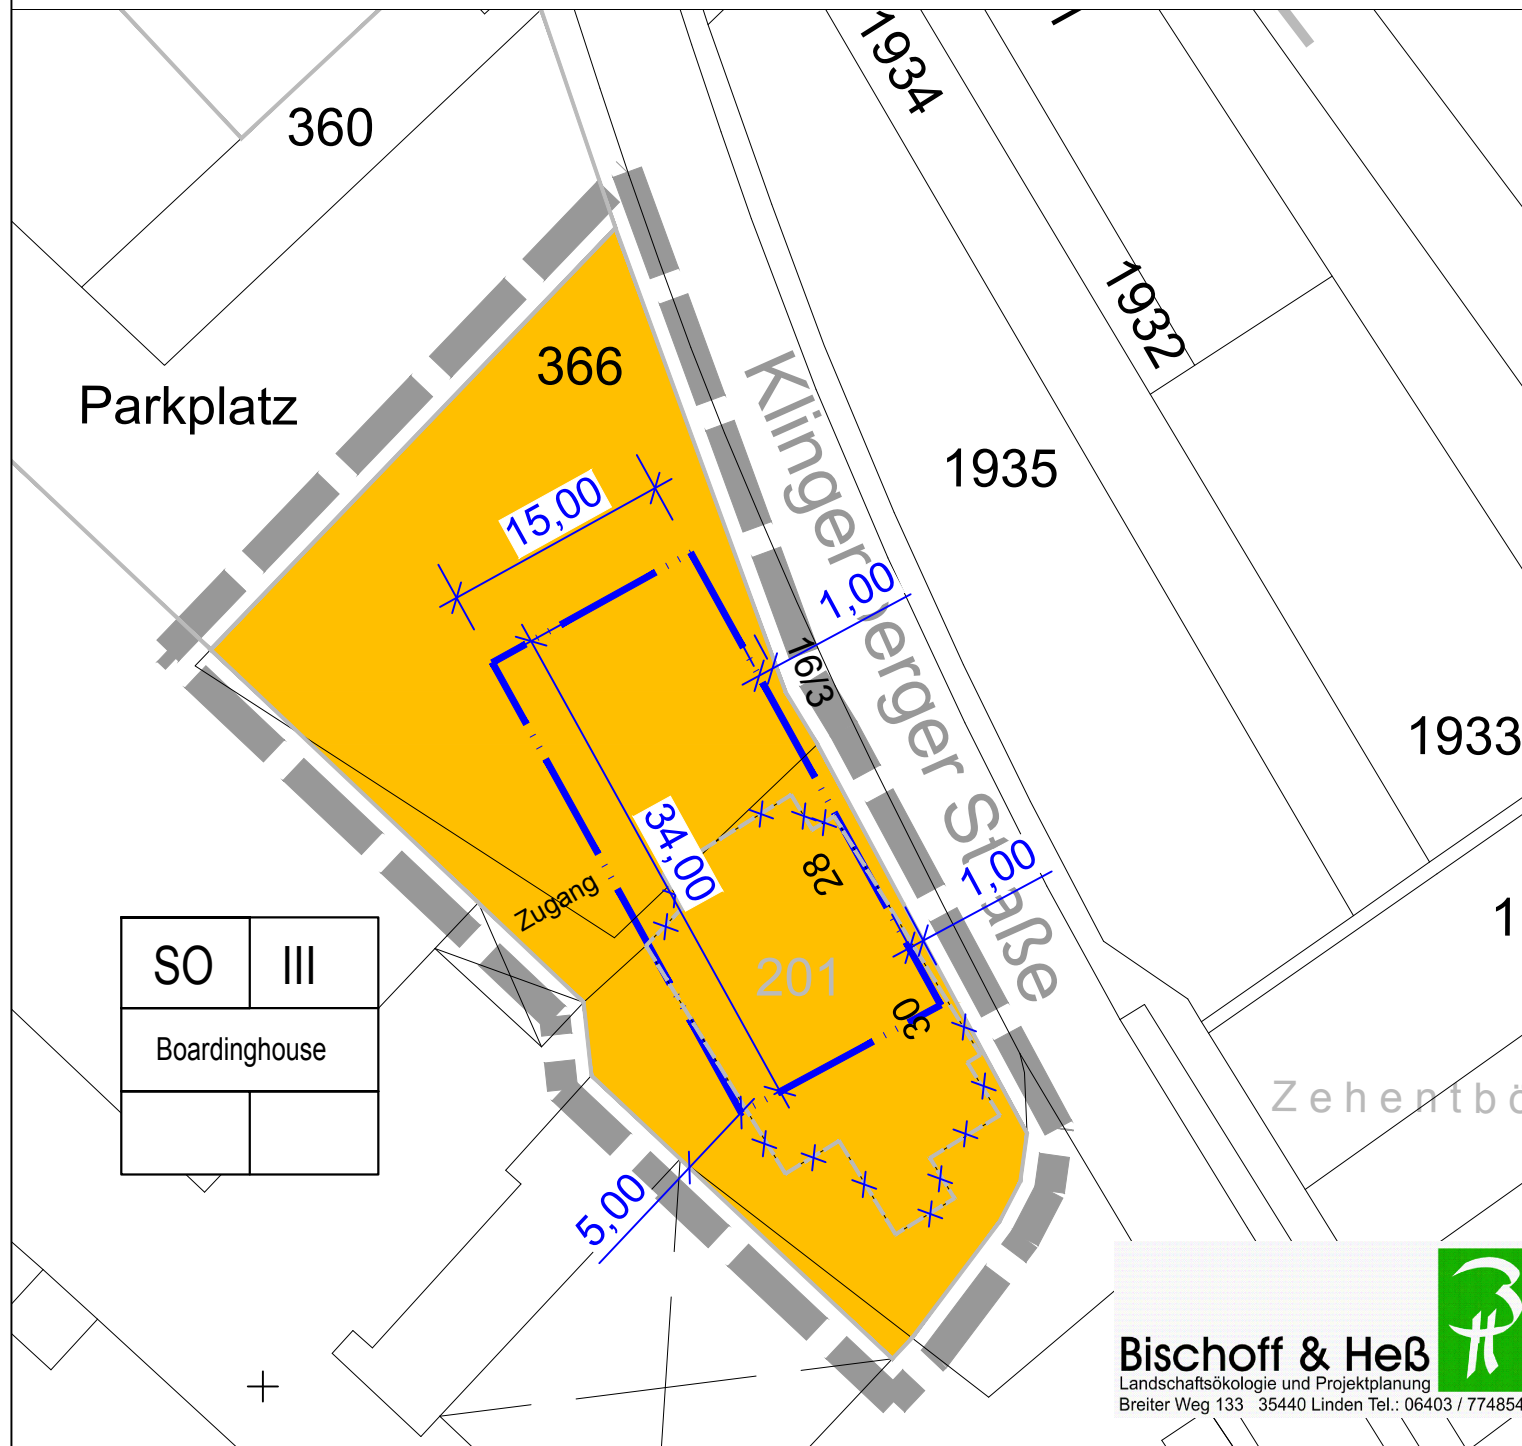 1934
360
1932
366
Parkplatz
1935
15,00
Klingenberger Straße
1,00
16/3
1933
34,00
28
1,00
Zugang
SO III
Boardinghouse
201
30
Zehentbö
5,00
Bischoff & Heß
Landschaftsökologie und Projektplanung
Breiter Weg 133 35440 Linden Tel.: 06403 / 774854